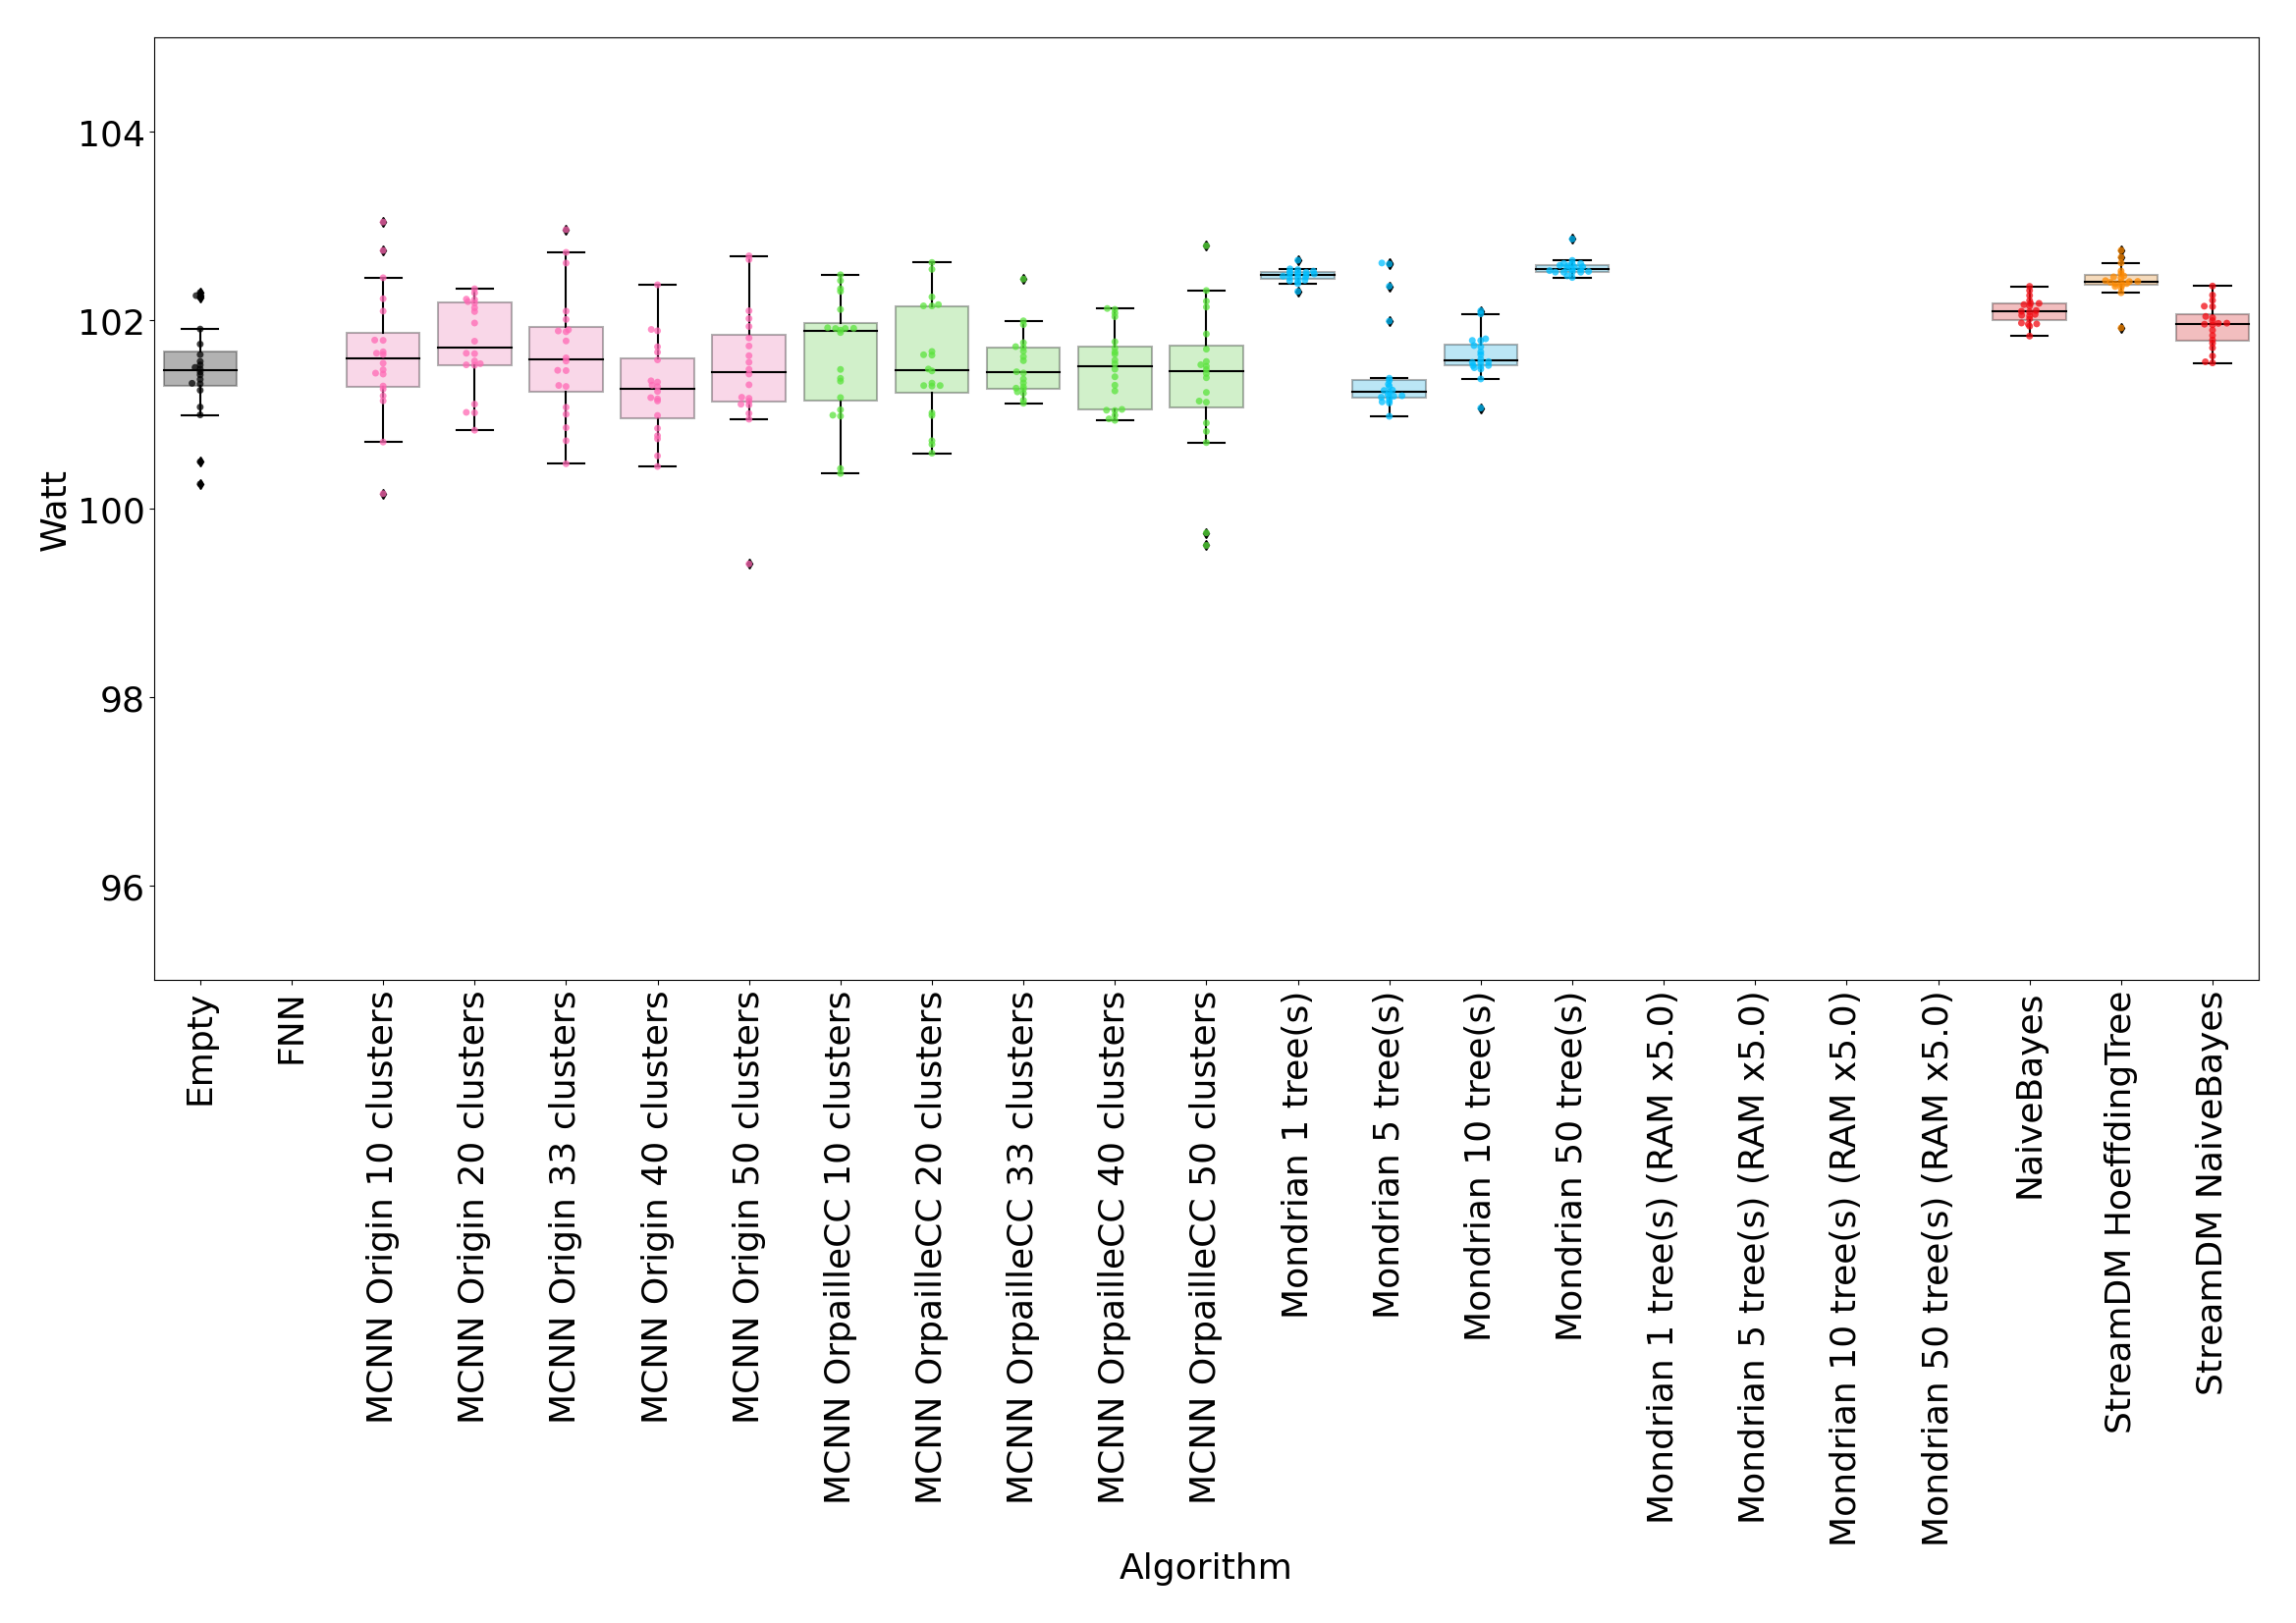 104
102
100
98
96
Watt
Empty
FNN
MCNN Origin 10 clusters
MCNN Origin 20 clusters
MCNN Origin 33 clusters
MCNN Origin 40 clusters
MCNN Origin 50 clusters
MCNN OrpailleCC 10 clusters
MCNN OrpailleCC 20 clusters
MCNN OrpailleCC 33 clusters
MCNN OrpailleCC 40 clusters
MCNN OrpailleCC 50 clusters
Mondrian 1 tree(s)
Mondrian 5 tree(s)
Mondrian 10 tree(s)
Mondrian 50 tree(s)
Mondrian 1 tree(s) (RAM x5.0)
Mondrian 5 tree(s) (RAM x5.0)
Mondrian 10 tree(s) (RAM x5.0)
Mondrian 50 tree(s) (RAM x5.0)
NaiveBayes
StreamDM HoeffdingTree
StreamDM NaiveBayes
Algorithm